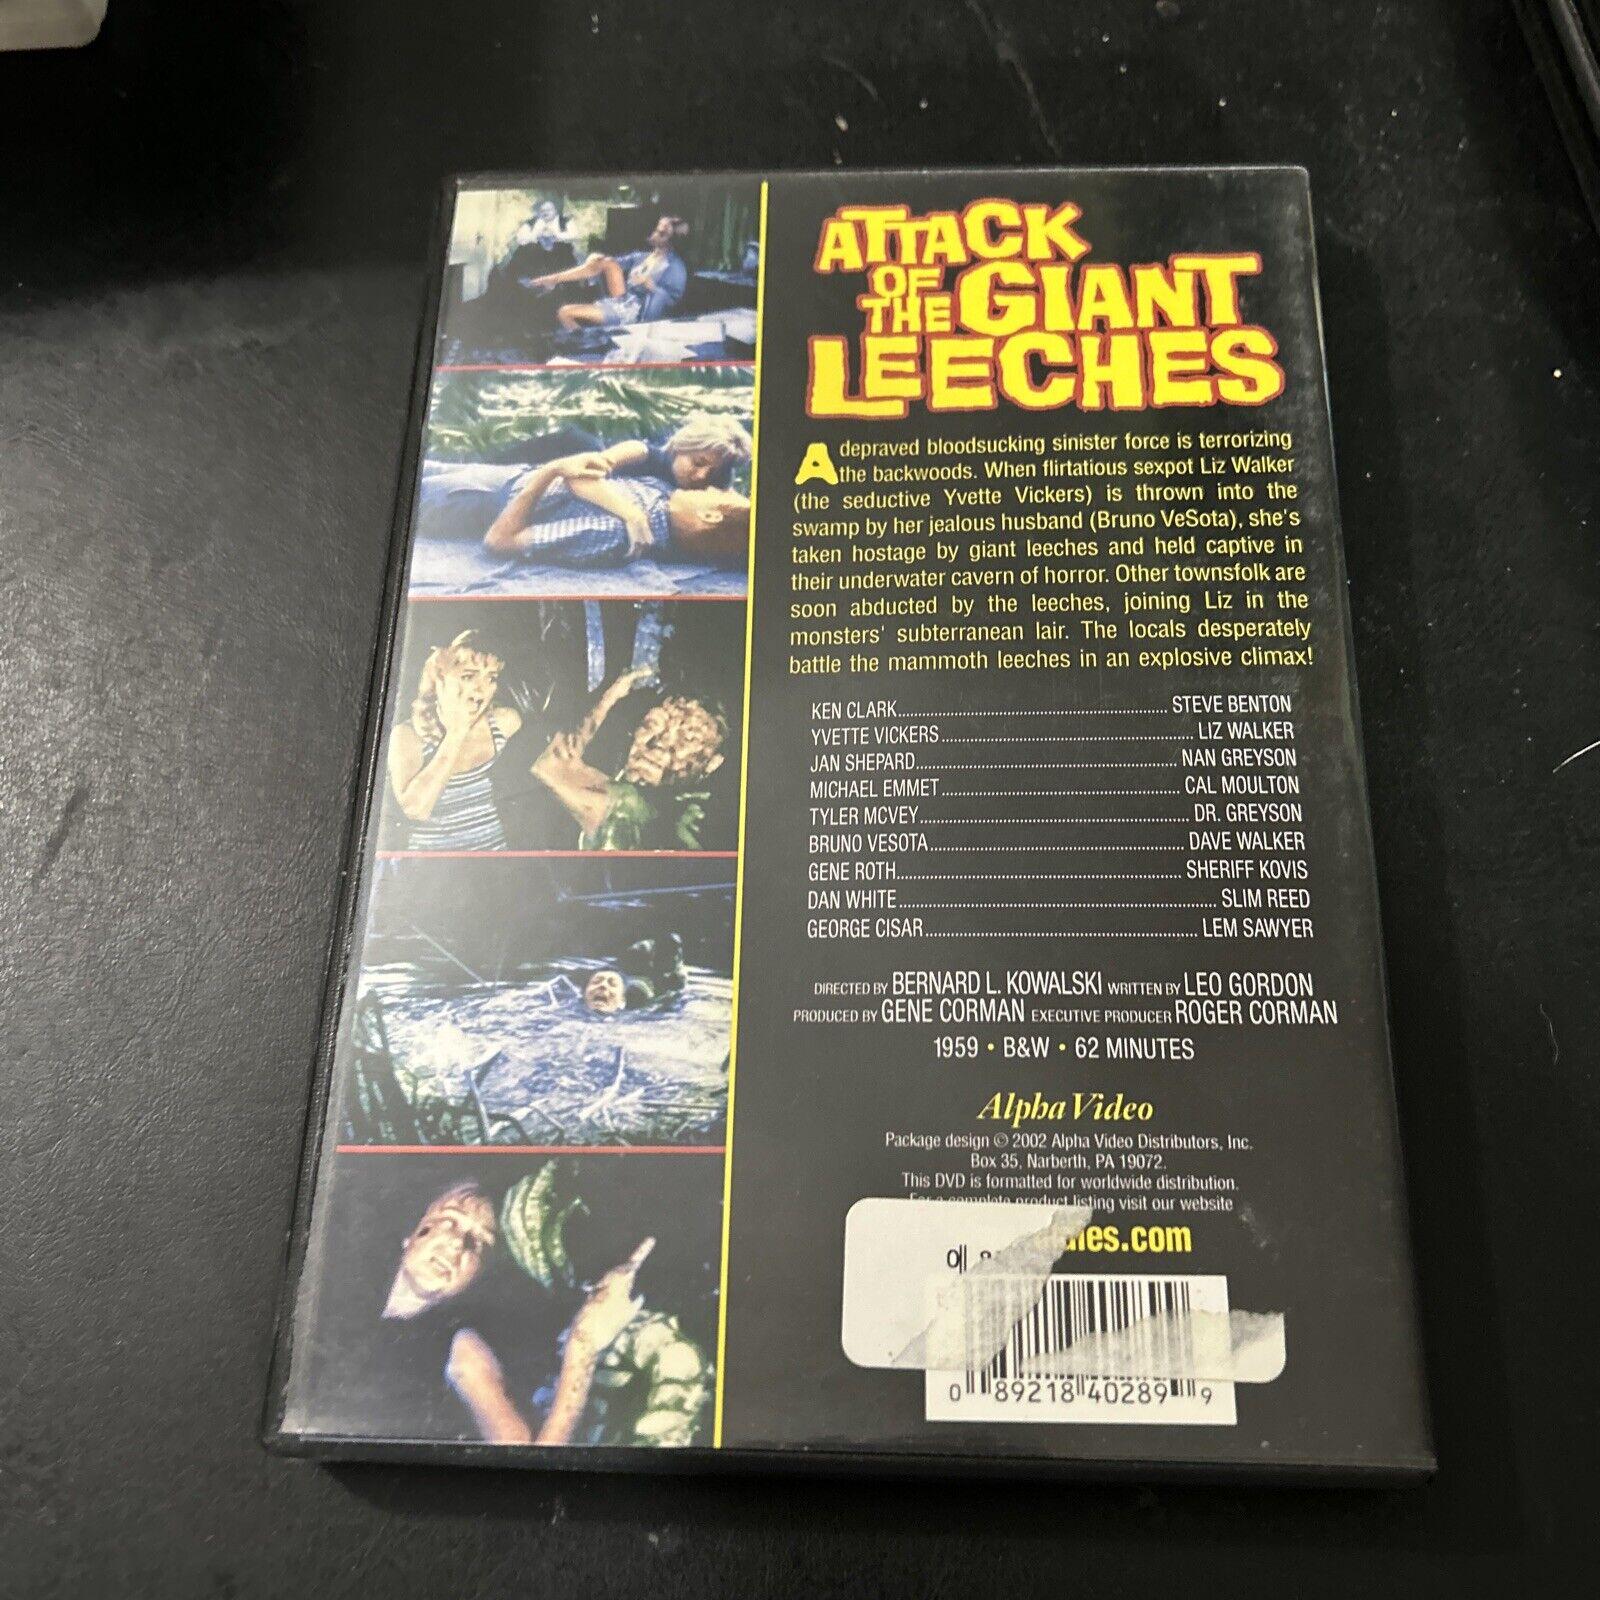 ATTACK
OF
THE GIANT
LEECHES
A depraved bloodsucking sinister force is terrorizing
the backwoods. When flirtatious sexpot Liz Walker
(the seductive Yvette Vickers) is thrown into the
swamp by her jealous husband (Bruno VeSota), she's
taken hostage by giant leeches and held captive in
their underwater cavern of horror. Other townsfolk are
soon abducted by the leeches, joining Liz in the
monsters' subterranean lair. The locals desperately
battle the mammoth leeches in an explosive climax!
KEN CLARK STEVE BENTON
YVETTE VICKERS LIZ WALKER
JAN SHEPARD NAN GREYSON
MICHAEL EMMET CAL MOULTON
TYLER MCVEY DR. GREYSON
BRUNO VESOTA DAVE WALKER
GENE ROTH SHERIFF KOVIS
DAN WHITE SLIM REED
GEORGE CISAR LEM SAWYER
DIRECTED BY BERNARD L. KOWALSKI WRITTEN BY LEO GORDON
PRODUCED BY GENE CORMAN EXECUTIVE PRODUCER ROGER CORMAN
1959 • B&W • 62 MINUTES
Alpha Video
Package design © 2002 Alpha Video Distributors, Inc.
Box 35, Narberth, PA 19072.
This DVD is formatted for worldwide distribution.
For a complete product listing visit our website
0 89218 40289 9